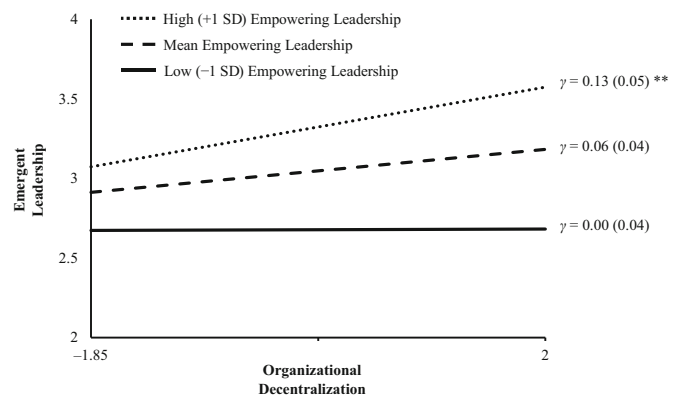 4
High (+1 SD) Empowering Leadership
Mean Empowering Leadership
Low (−1 SD) Empowering Leadership
3.5
γ = 0.13 (0.05) **
γ = 0.06 (0.04)
3
Emergent
Leadership
γ = 0.00 (0.04)
2.5
2
−1.85
2
Organizational
Decentralization